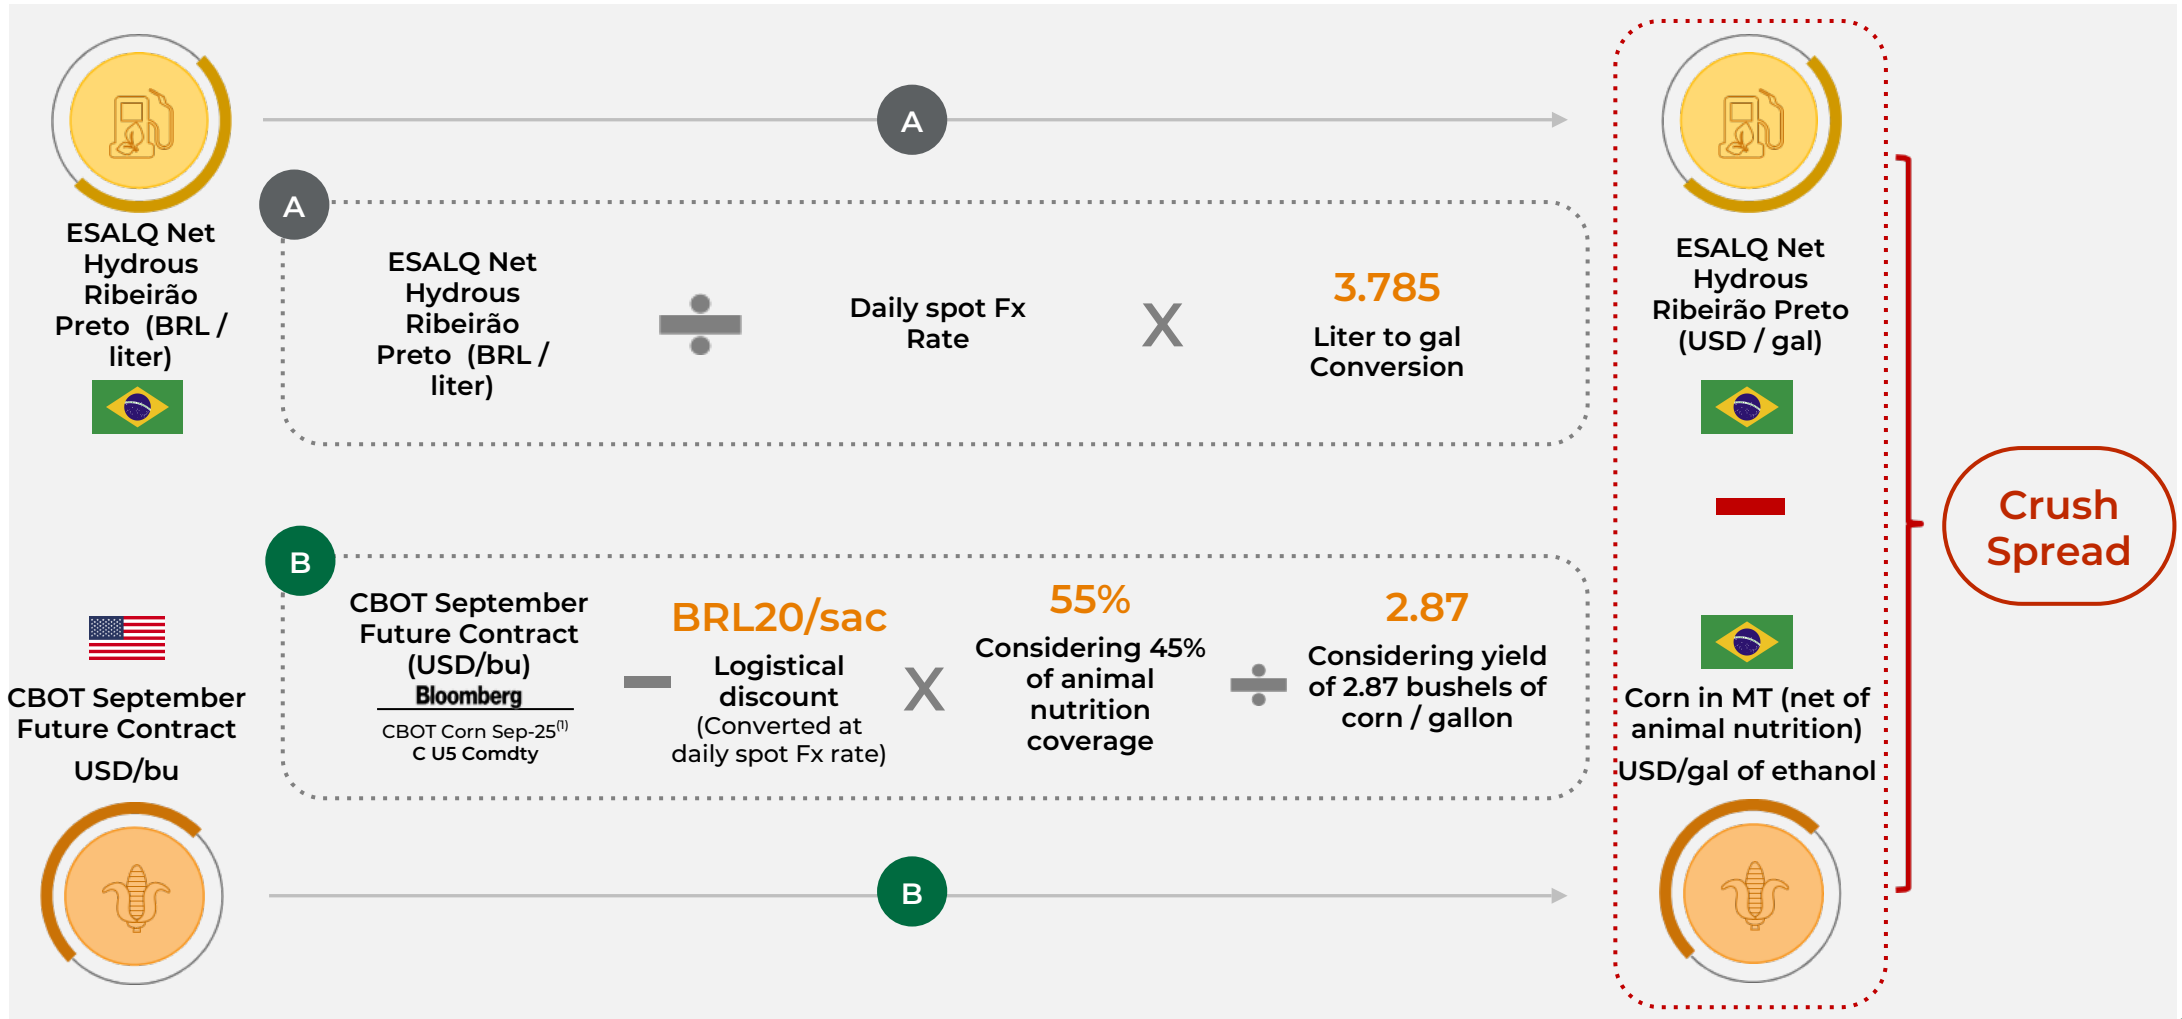 A
ESALQ Net
Hydrous
Ribeirão
Preto (BRL /
liter)
A
ESALQ Net
Hydrous
Ribeirão
Preto (BRL /
liter)
÷
Daily spot Fx
Rate
X
3.785
Liter to gal
Conversion
ESALQ Net
Hydrous
Ribeirão Preto
(USD / gal)
CBOT September
Future Contract
USD/bu
B
CBOT September
Future Contract
(USD/bu)
Bloomberg
CBOT Corn Sep-25(1)
C U5 Comdty
BRL20/sac
Logistical
discount
(Converted at
daily spot Fx rate)
X
55%
Considering 45%
of animal
nutrition
coverage
÷
2.87
Considering yield
of 2.87 bushels of
corn / gallon
Corn in MT (net of
animal nutrition)
USD/gal of ethanol
B
Crush
Spread